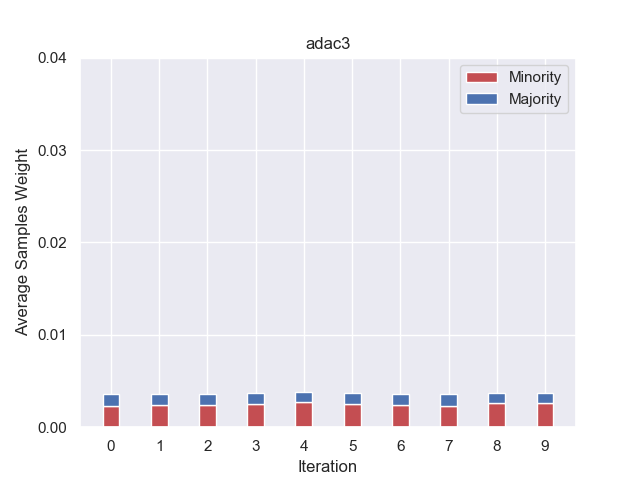 adac3
Minority
Majority
0.04
0.03
0.02
0.01
0.00
Average Samples Weight
0 1 2 3 4 5 6 7 8 9
Iteration